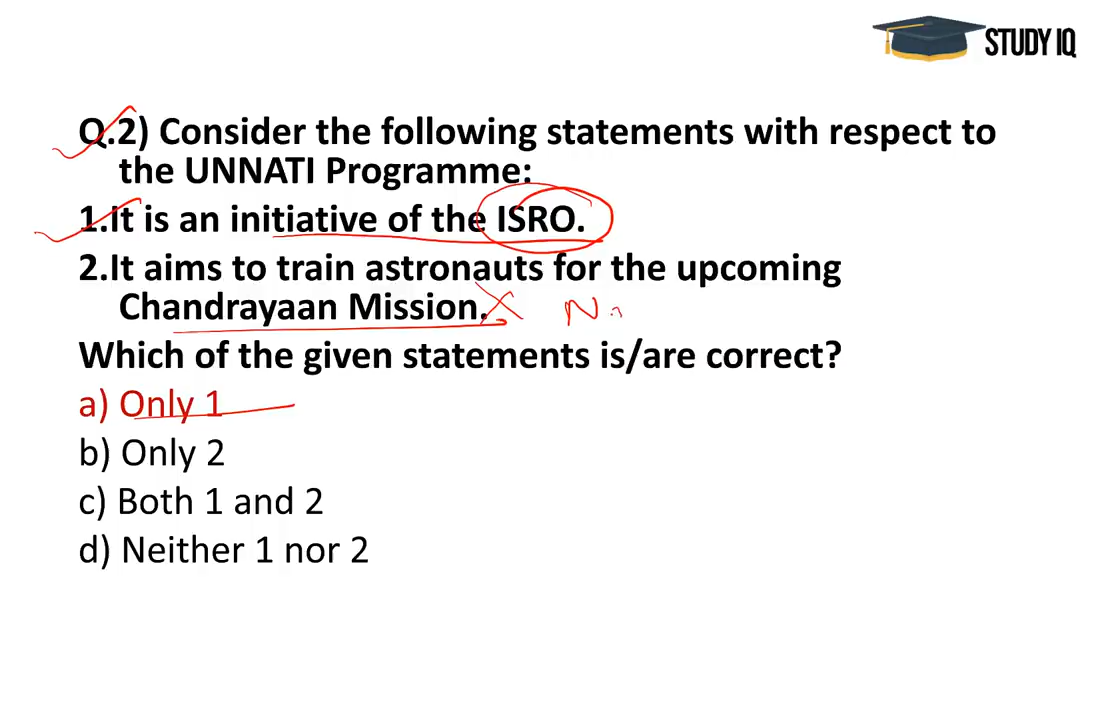 STUDY IQ
Q.2) Consider the following statements with respect to
the UNNATI Programme:
1.It is an initiative of the ISRO.
2.It aims to train astronauts for the upcoming
Chandrayaan Mission.
Which of the given statements is/are correct?
a) Only 1
b) Only 2
c) Both 1 and 2
d) Neither 1 nor 2